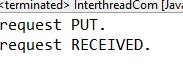 <terminated> InterthreadCom [Java
request PUT.
request RECEIVED.